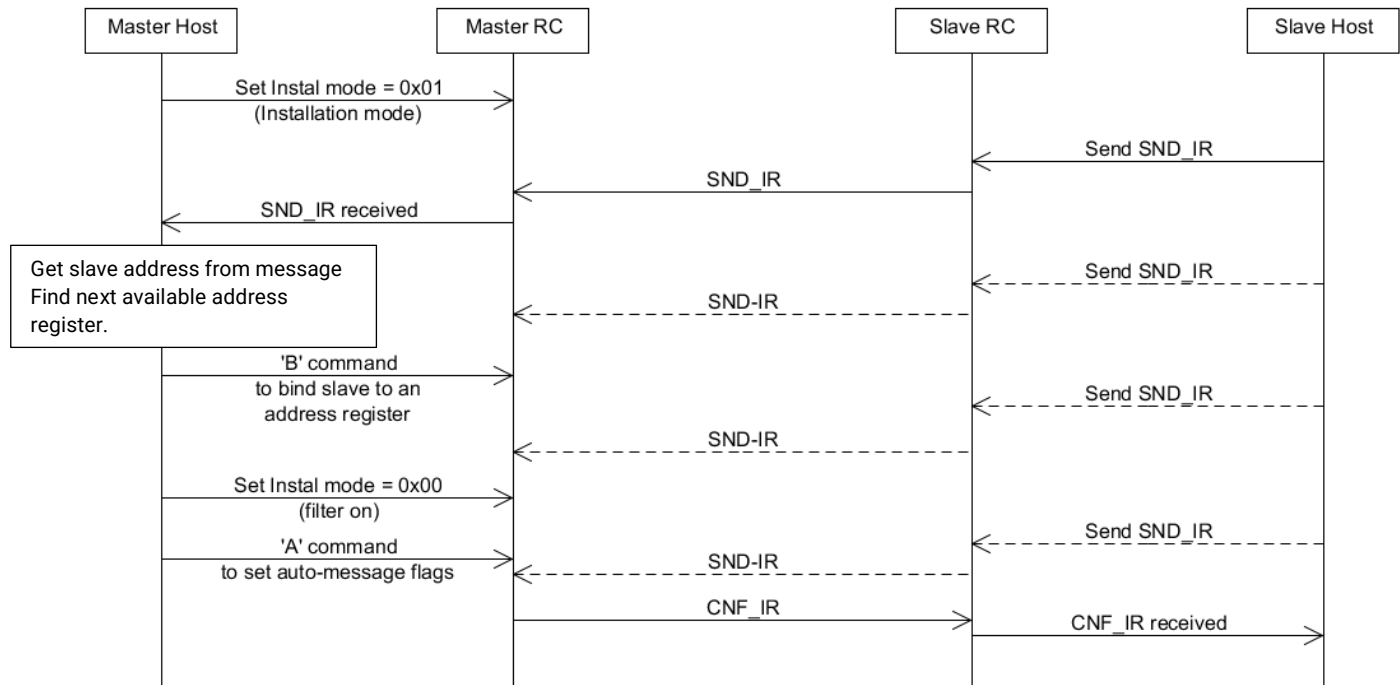 Master Host
Master RC
Slave RC
Slave Host
Set Instal mode = 0x01
(Installation mode)
Send SND_IR
SND_IR
SND_IR received
Get slave address from message
Find next available address
register.
Send SND_IR
SND-IR
'B' command
to bind slave to an
address register
Send SND_IR
SND-IR
Set Instal mode = 0x00
(filter on)
Send SND_IR
'A' command
to set auto-message flags
SND-IR
CNF_IR
CNF_IR received